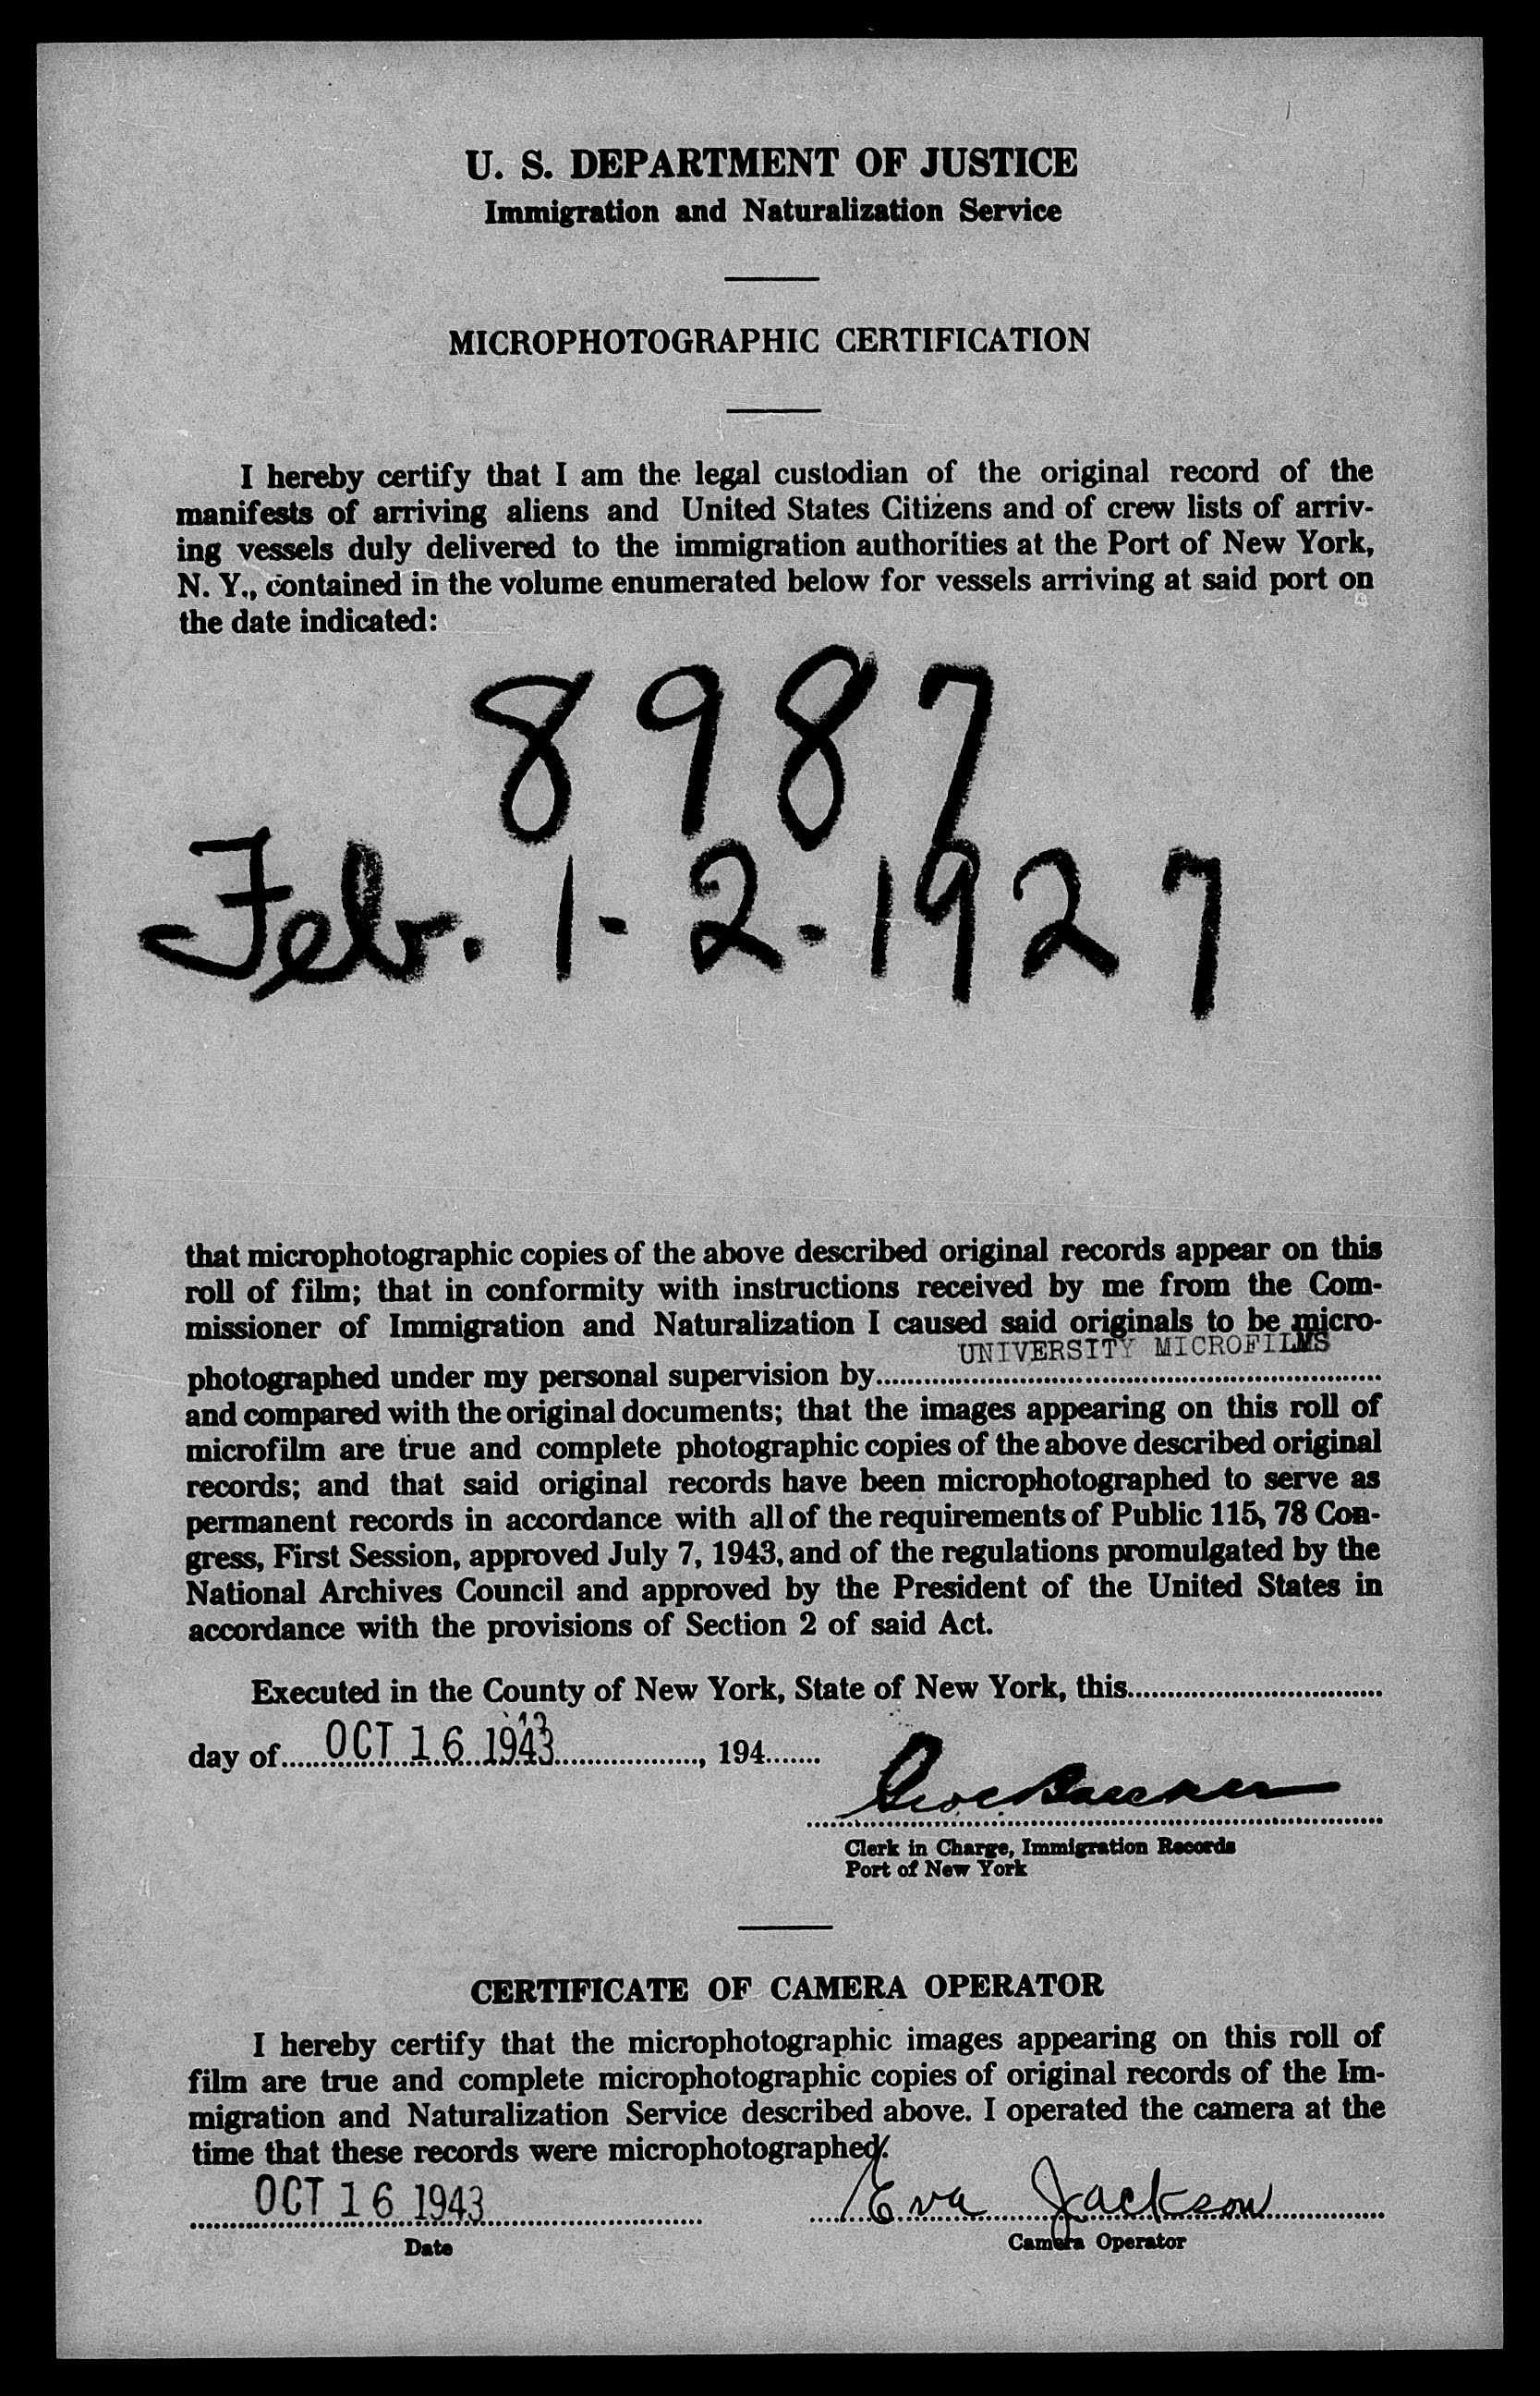 U. S. DEPARTMENT OF JUSTICE
Immigration and Naturalization Service
MICROPHOTOGRAPHIC CERTIFICATION
I hereby certify that I am the legal custodian of the original record of the
manifests of arriving aliens and United States Citizens and of crew lists of arriv-
ing vessels duly delivered to the immigration authorities at the Port of New York,
N. Y., contained in the volume enumerated below for vessels arriving at said port on
the date indicated:
8987
Feb. 1-2-1927
that microphotographic copies of the above described original records appear on this
roll of film; that in conformity with instructions received by me from the Com-
missioner of Immigration and Naturalization I caused said originals to be micro-
UNIVERSITY MICROFILMS
photographed under my personal supervision by
and compared with the original documents; that the images appearing on this roll of
microfilm are true and complete photographic copies of the above described original
records; and that said original records have been microphotographed to serve as
permanent records in accordance with all of the requirements of Public 115, 78 Con-
gress, First Session, approved July 7, 1943, and of the regulations promulgated by the
National Archives Council and approved by the President of the United States in
accordance with the provisions of Section 2 of said Act.
Executed in the County of New York, State of New York, this
day of OCT 16 1943, 194
Clerk in Charge, Immigration Records
Port of New York
CERTIFICATE OF CAMERA OPERATOR
I hereby certify that the microphotographic images appearing on this roll of
film are true and complete microphotographic copies of original records of the Im-
migration and Naturalization Service described above. I operated the camera at the
time that these records were microphotographed.
OCT 16 1943 Eva Jackson
Date Camera Operator